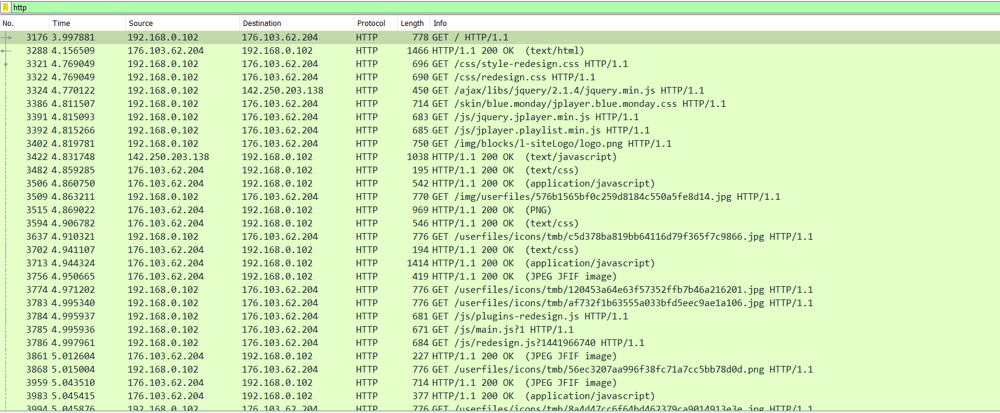 http
No. Time Source Destination Protocol Length Info
3176 3.997881 192.168.0.102 176.103.62.204 HTTP 778 GET / HTTP/1.1
3288 4.156509 176.103.62.204 192.168.0.102 HTTP 1466 HTTP/1.1 200 OK (text/html)
3321 4.769049 192.168.0.102 176.103.62.204 HTTP 696 GET /css/style-redesign.css HTTP/1.1
3322 4.769049 192.168.0.102 176.103.62.204 HTTP 690 GET /css/redesign.css HTTP/1.1
3324 4.770122 192.168.0.102 142.250.203.138 HTTP 450 GET /ajax/libs/jquery/2.1.4/jquery.min.js HTTP/1.1
3386 4.811507 192.168.0.102 176.103.62.204 HTTP 714 GET /skin/blue.monday/jplayer.blue.monday.css HTTP/1.1
3391 4.815093 192.168.0.102 176.103.62.204 HTTP 683 GET /js/jquery.jplayer.min.js HTTP/1.1
3392 4.815266 192.168.0.102 176.103.62.204 HTTP 685 GET /js/jplayer.playlist.min.js HTTP/1.1
3402 4.819781 192.168.0.102 176.103.62.204 HTTP 750 GET /img/blocks/l-siteLogo/logo.png HTTP/1.1
3422 4.831748 142.250.203.138 192.168.0.102 HTTP 1038 HTTP/1.1 200 OK (text/javascript)
3482 4.859285 176.103.62.204 192.168.0.102 HTTP 195 HTTP/1.1 200 OK (text/css)
3506 4.860750 176.103.62.204 192.168.0.102 HTTP 542 HTTP/1.1 200 OK (application/javascript)
3509 4.863211 192.168.0.102 176.103.62.204 HTTP 770 GET /img/userfiles/576b1565bf0c259d8184c550a5fe8d14.jpg HTTP/1.1
3515 4.869022 176.103.62.204 192.168.0.102 HTTP 969 HTTP/1.1 200 OK (PNG)
3594 4.906782 176.103.62.204 192.168.0.102 HTTP 546 HTTP/1.1 200 OK (text/css)
3637 4.910321 192.168.0.102 176.103.62.204 HTTP 776 GET /userfiles/icons/tmb/c5d378ba819bb64116d79f365f7c9866.jpg HTTP/1.1
3702 4.941107 176.103.62.204 192.168.0.102 HTTP 194 HTTP/1.1 200 OK (text/css)
3713 4.944324 176.103.62.204 192.168.0.102 HTTP 1414 HTTP/1.1 200 OK (application/javascript)
3756 4.950665 176.103.62.204 192.168.0.102 HTTP 419 HTTP/1.1 200 OK (JPEG JFIF image)
3774 4.971202 192.168.0.102 176.103.62.204 HTTP 776 GET /userfiles/icons/tmb/120453a64e63f57352ffb7b46a216201.jpg HTTP/1.1
3783 4.995340 192.168.0.102 176.103.62.204 HTTP 776 GET /userfiles/icons/tmb/af732f1b63555a033bfd5eec9ae1a106.jpg HTTP/1.1
3784 4.995937 192.168.0.102 176.103.62.204 HTTP 681 GET /js/plugins-redesign.js HTTP/1.1
3785 4.995936 192.168.0.102 176.103.62.204 HTTP 671 GET /js/main.js?1 HTTP/1.1
3786 4.997961 192.168.0.102 176.103.62.204 HTTP 684 GET /js/redesign.js?1441966740 HTTP/1.1
3861 5.012604 176.103.62.204 192.168.0.102 HTTP 227 HTTP/1.1 200 OK (JPEG JFIF image)
3868 5.015004 192.168.0.102 176.103.62.204 HTTP 776 GET /userfiles/icons/tmb/56ec3207aa996f38fc71a7cc5bb78d0d.png HTTP/1.1
3959 5.043510 176.103.62.204 192.168.0.102 HTTP 714 HTTP/1.1 200 OK (JPEG JFIF image)
3983 5.045415 176.103.62.204 192.168.0.102 HTTP 377 HTTP/1.1 200 OK (application/javascript)
3994 5.045876 192.168.0.102 176.103.62.204 HTTP 776 GET /userfiles/icons/tmb/8a4d47cc6f64bd462379ca9014913e3e.jpg HTTP/1.1